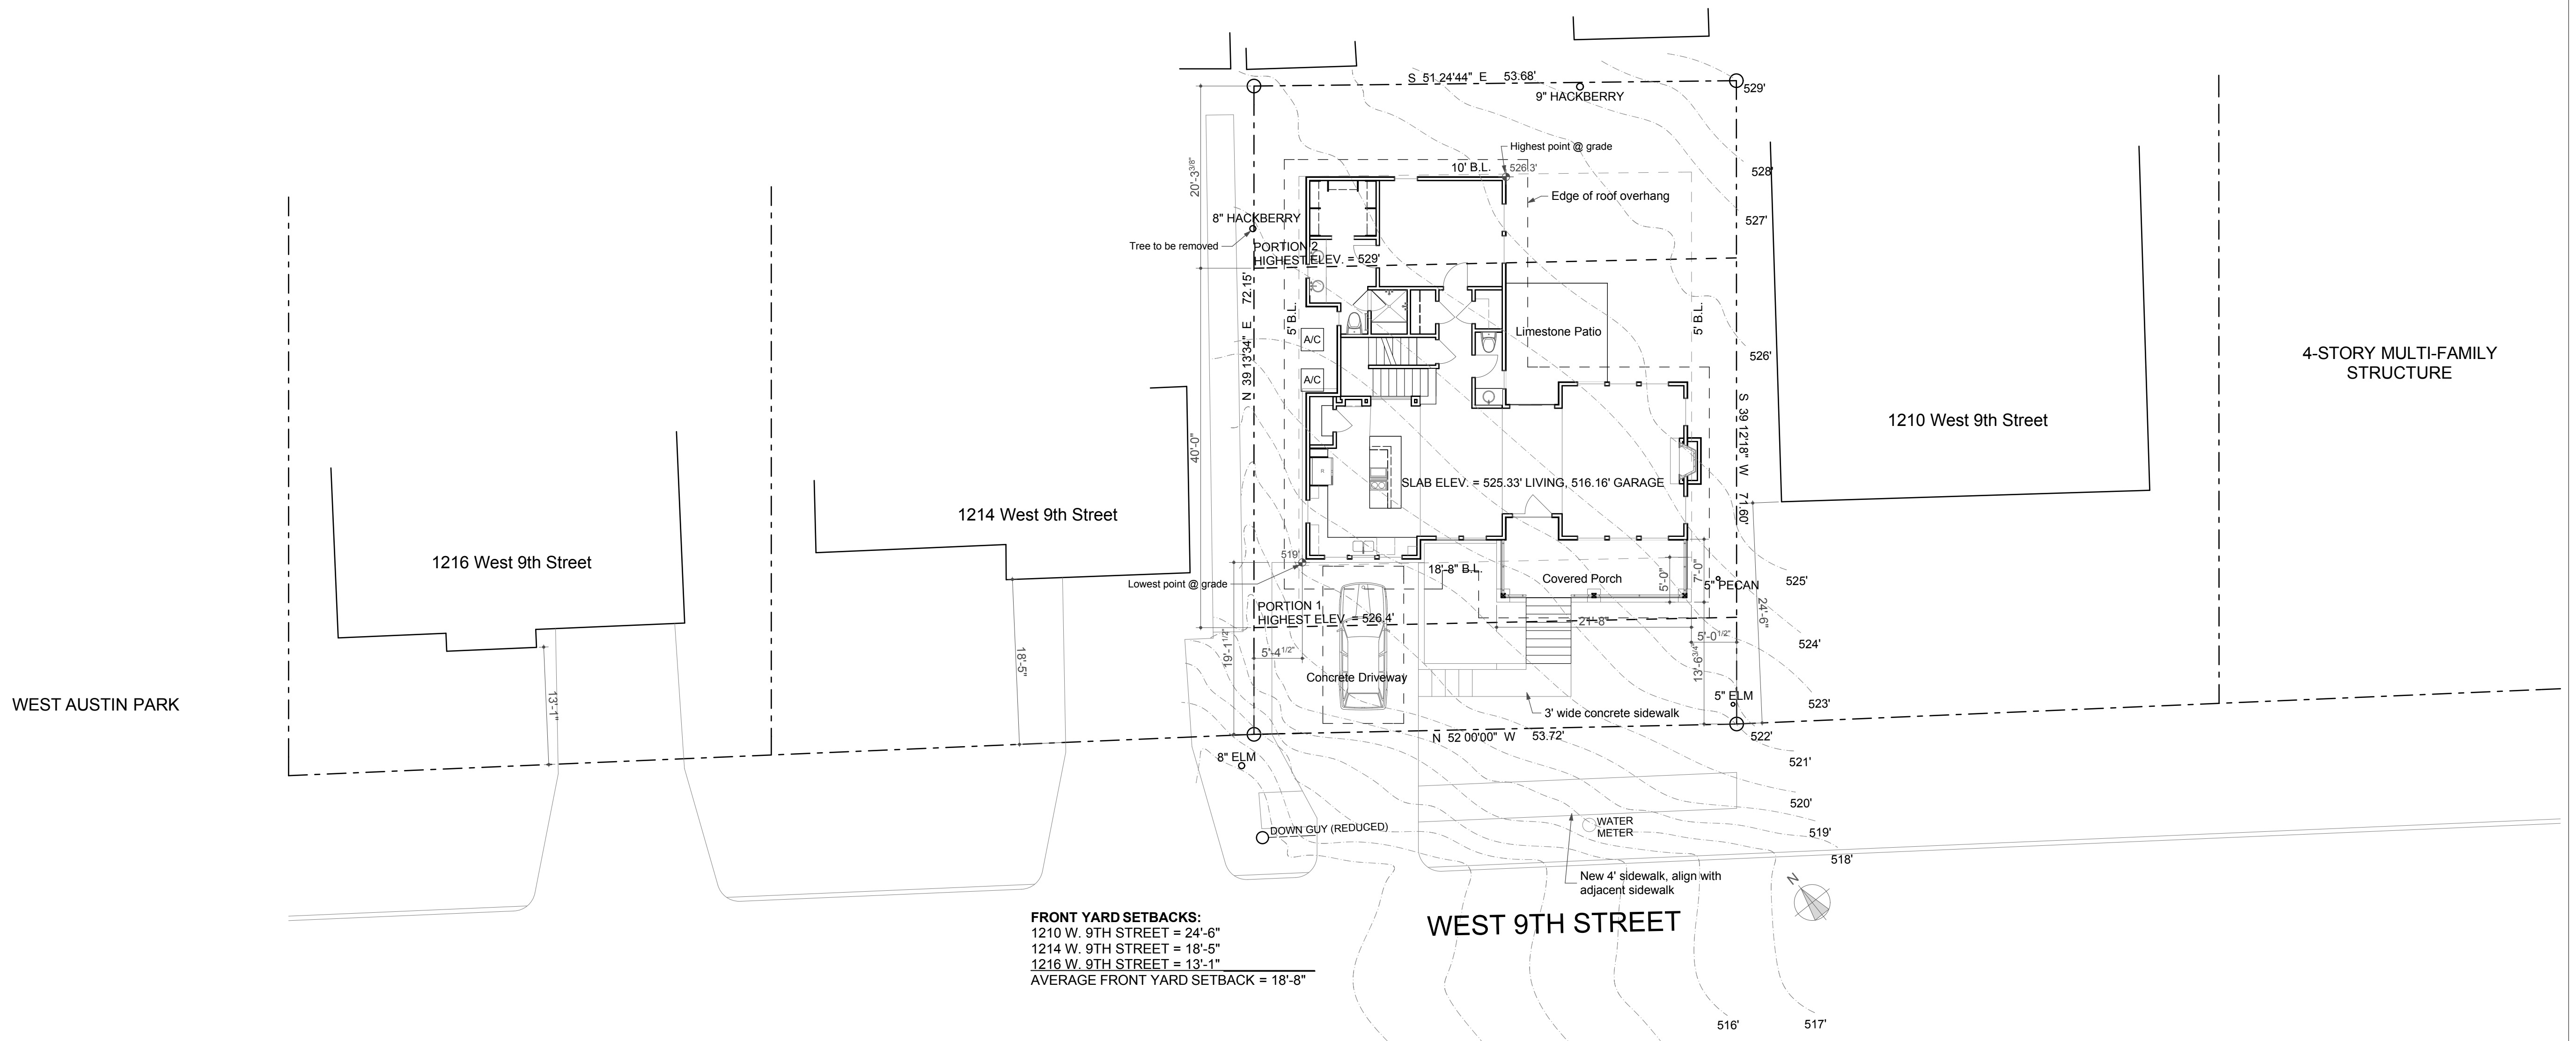 S 51 24'44" E 53.68'
9" HACKBERRY
529'
Highest point @ grade
10' B.L.
526.3'
Edge of roof overhang
528'
527'
20'-3 3/8"
8" HACKBERRY
Tree to be removed
PORTION 2
HIGHEST ELEV. = 529'
N 39 13'34" E 72.15'
5' B.L.
A/C
A/C
Limestone Patio
5' B.L.
526'
4-STORY MULTI-FAMILY
STRUCTURE
S 39 12'18" W 71.60'
1210 West 9th Street
40'-0"
R
SLAB ELEV. = 525.33' LIVING, 516.16' GARAGE
1214 West 9th Street
1216 West 9th Street
519'
Lowest point @ grade
18'-8" B.L.
Covered Porch
5'-0"
7'-0"
5" PECAN
525'
24'-6"
PORTION 1
HIGHEST ELEV. = 526.4'
21'-8"
5'-0 1/2"
524'
19'-1 1/2"
5'-4 1/2"
18'-5"
13'-6 3/4"
Concrete Driveway
5" ELM
13'-1"
WEST AUSTIN PARK
3' wide concrete sidewalk
523'
N 52 00'00" W 53.72'
522'
8" ELM
521'
520'
DOWN GUY (REDUCED)
WATER
METER
519'
518'
New 4' sidewalk, align with
adjacent sidewalk
N
WEST 9TH STREET
FRONT YARD SETBACKS:
1210 W. 9TH STREET = 24'-6"
1214 W. 9TH STREET = 18'-5"
1216 W. 9TH STREET = 13'-1"
AVERAGE FRONT YARD SETBACK = 18'-8"
516'
517'